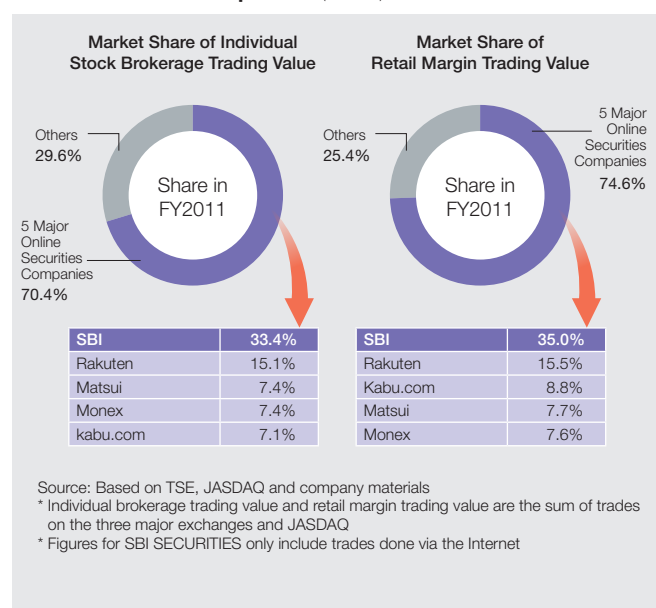 Market Share of Individual
Stock Brokerage Trading Value
Others
29.6%
Share in
FY2011
5 Major
Online
Securities
Companies
70.4%
SBI 33.4%
Rakuten 15.1%
Matsui 7.4%
Monex 7.4%
kabu.com 7.1%
Market Share of
Retail Margin Trading Value
Others
25.4%
Share in
FY2011
5 Major
Online
Securities
Companies
74.6%
SBI 35.0%
Rakuten 15.5%
Kabu.com 8.8%
Matsui 7.7%
Monex 7.6%
Source: Based on TSE, JASDAQ and company materials
* Individual brokerage trading value and retail margin trading value are the sum of trades
on the three major exchanges and JASDAQ
* Figures for SBI SECURITIES only include trades done via the Internet